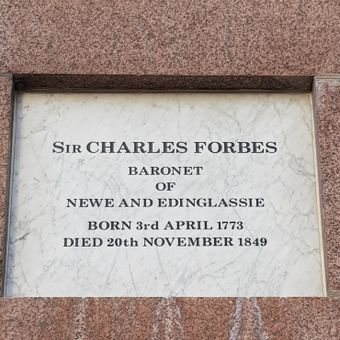 Sir CHARLES FORBES
BARONET
OF
NEWE AND EDINGLASSIE
BORN 3rd APRIL 1773
DIED 20th NOVEMBER 1849